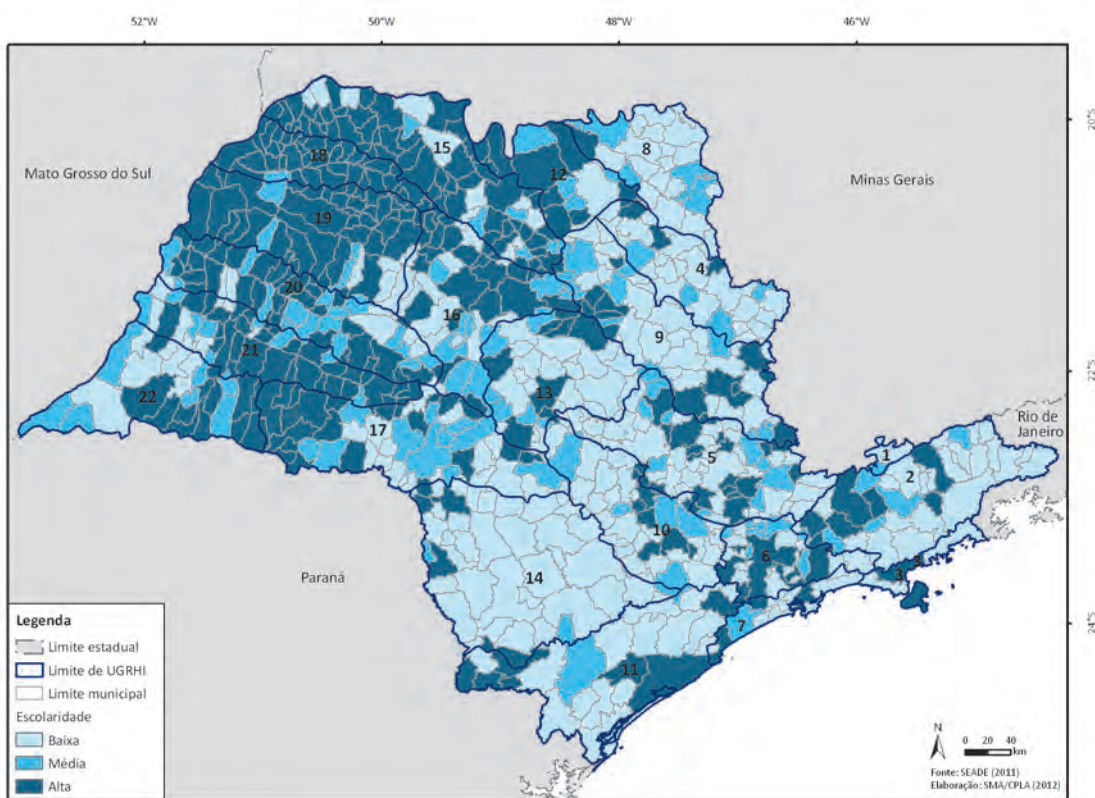 52°W
50°W
48°W
46°W
20°S
22°S
24°S
Mato Grosso do Sul
Minas Gerais
Rio de
Janeiro
Paraná
18
15
12
8
19
4
20
16
9
21
13
22
17
5
1
2
10
6
3
3
14
7
11
Legenda
Limite estadual
Limite de UGRHI
Limite municipal
Escolaridade
Baixa
Média
Alta
N
0 20 40
km
Fonte: SEADE (2011)
Elaboração: SMA/CPLA (2012)